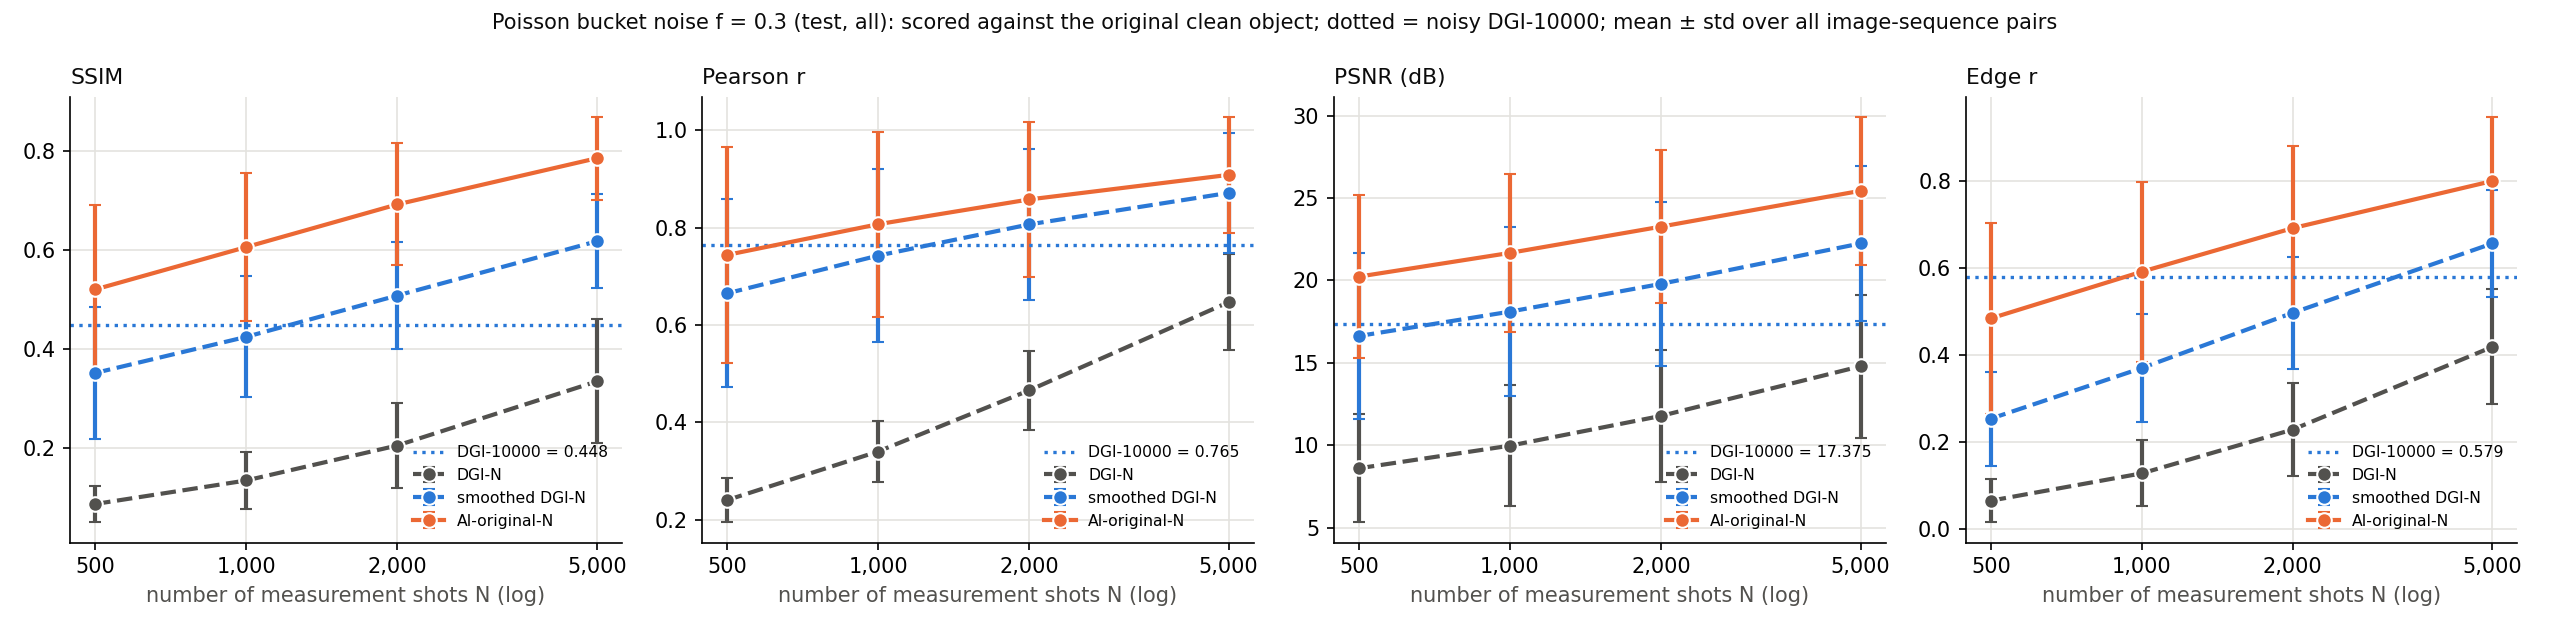 Poisson bucket noise f = 0.3 (test, all): scored against the original clean object; dotted = noisy DGI-10000; mean ± std over all image-sequence pairs
SSIM
0.8
0.6
0.4
0.2
DGI-10000 = 0.448
DGI-N
smoothed DGI-N
AI-original-N
500
1,000
2,000
5,000
number of measurement shots N (log)
Pearson r
1.0
0.8
0.6
0.4
0.2
DGI-10000 = 0.765
DGI-N
smoothed DGI-N
AI-original-N
500
1,000
2,000
5,000
number of measurement shots N (log)
PSNR (dB)
30
25
20
15
10
5
DGI-10000 = 17.375
DGI-N
smoothed DGI-N
AI-original-N
500
1,000
2,000
5,000
number of measurement shots N (log)
Edge r
0.8
0.6
0.4
0.2
0.0
DGI-10000 = 0.579
DGI-N
smoothed DGI-N
AI-original-N
500
1,000
2,000
5,000
number of measurement shots N (log)